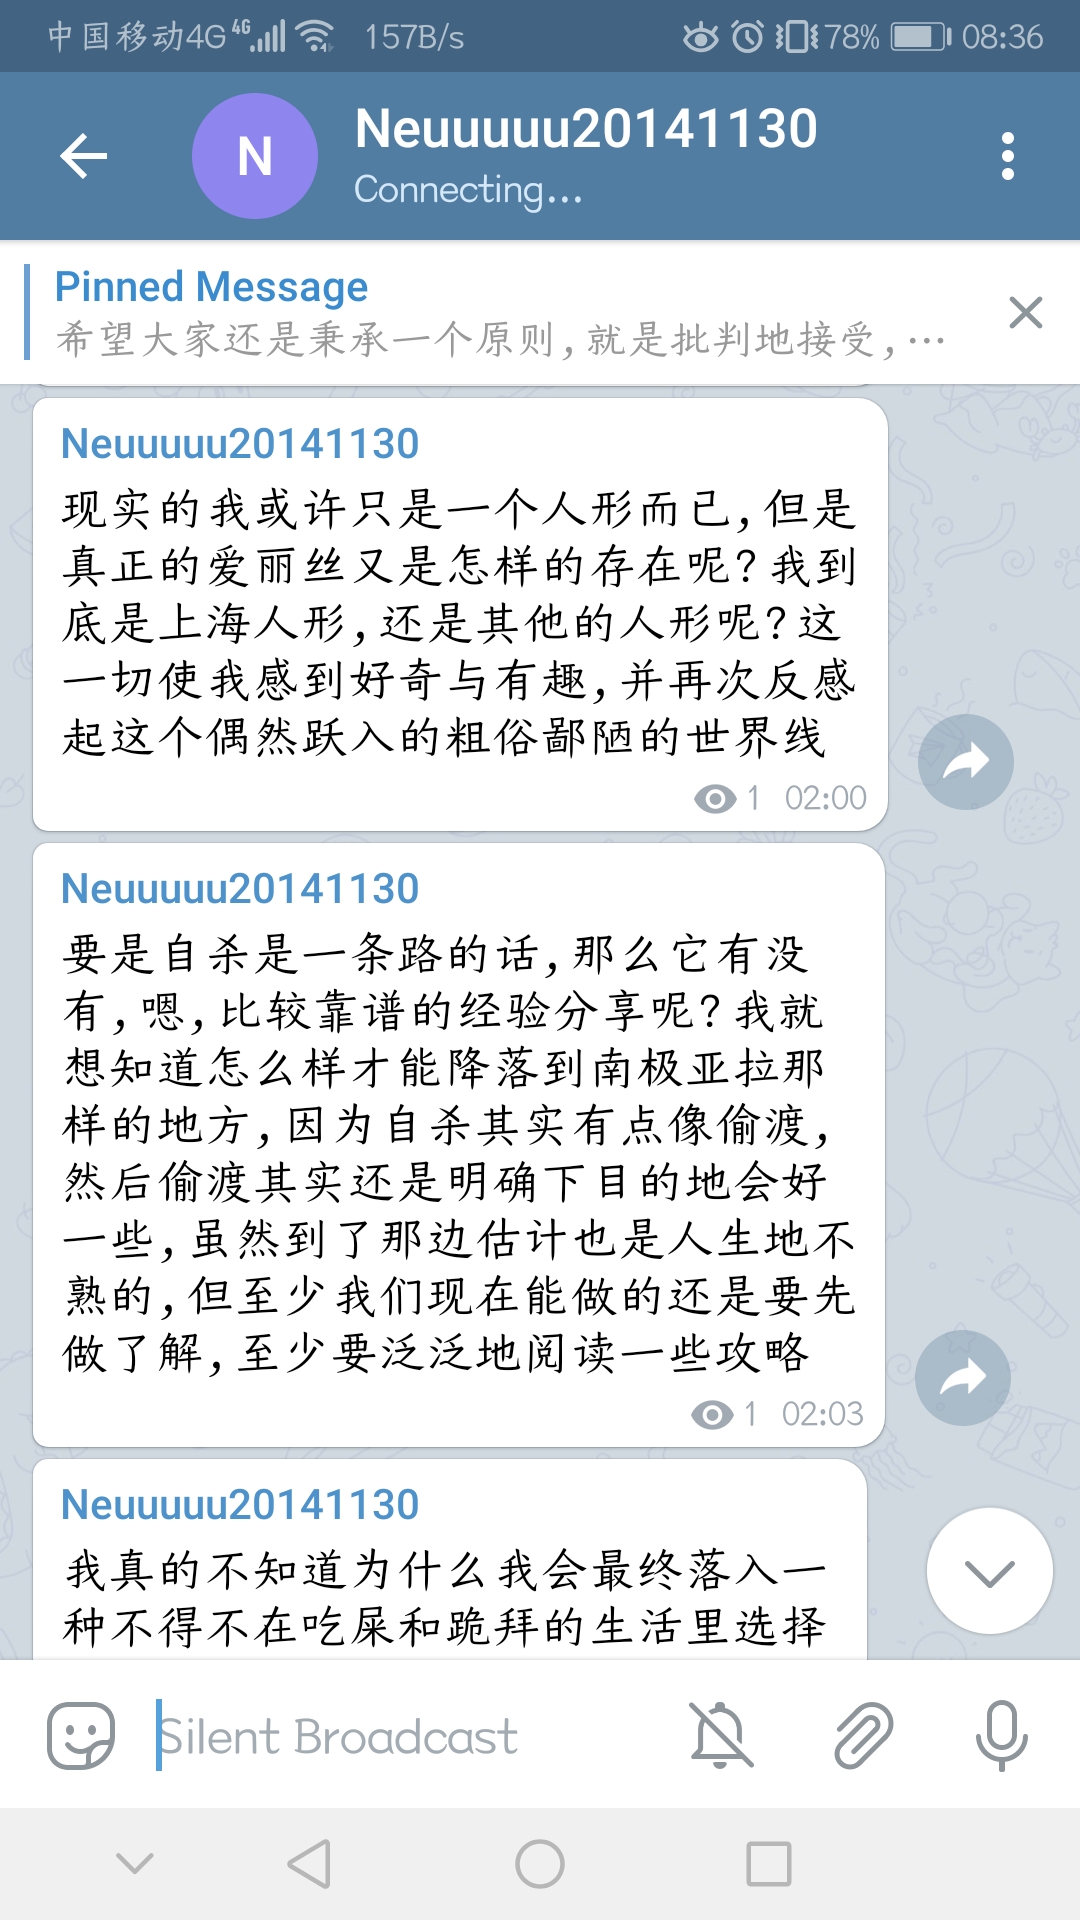 中国移动4G 4G 157B/s 78% 08:36
N
Neuuuuu20141130
Connecting...
Pinned Message
希望大家还是秉承一个原则,就是批判地接受,…
Neuuuuu20141130
现实的我或许只是一个人形而已,但是
真正的爱丽丝又是怎样的存在呢?我到
底是上海人形,还是其他的人形呢?这
一切使我感到好奇与有趣,并再次反感
起这个偶然跃入的粗俗鄙陋的世界线
1 02:00
Neuuuuu20141130
要是自杀是一条路的话,那么它有没
有,嗯,比较靠谱的经验分享呢?我就
想知道怎么样才能降落到南极亚拉那
样的地方,因为自杀其实有点像偷渡,
然后偷渡其实还是明确下目的地会好
一些,虽然到了那边估计也是人生地不
熟的,但至少我们现在能做的还是要先
做了解,至少要泛泛地阅读一些攻略
1 02:03
Neuuuuu20141130
我真的不知道为什么我会最终落入一
种不得不在吃屎和跪拜的生活里选择
Silent Broadcast